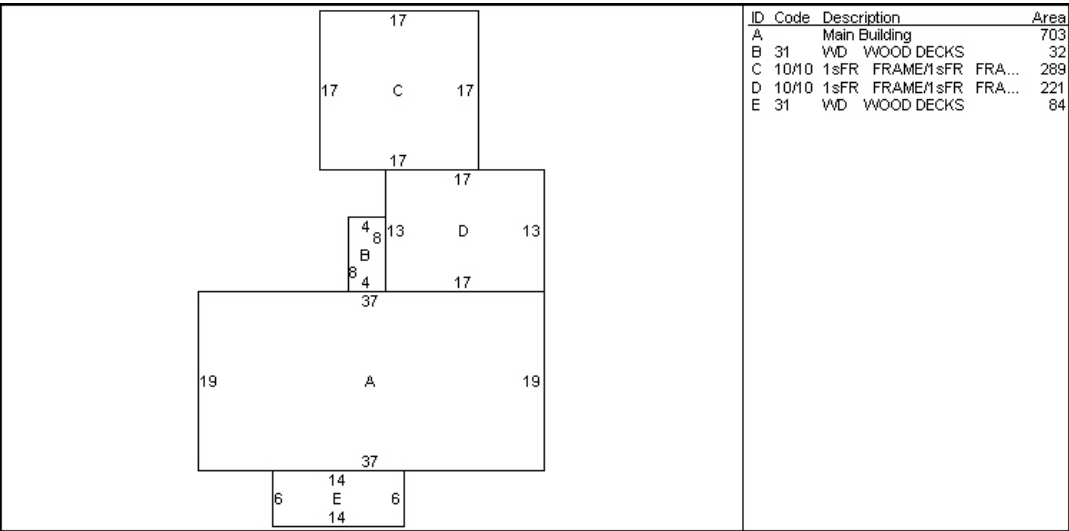 17
17 C 17
17
17
4
8
13 D 13
B
8
4
17
37
19 A 19
37
14
6 E 6
14
ID Code Description Area
A Main Building 703
B 31 WD WOOD DECKS 32
C 10/10 1sFR FRAME/1sFR FRA... 289
D 10/10 1sFR FRAME/1sFR FRA... 221
E 31 WD WOOD DECKS 84